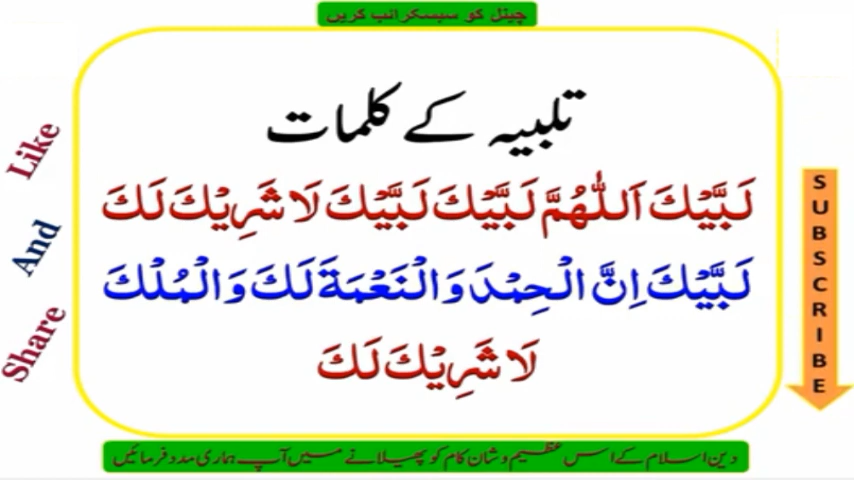 چینل کو سبسکرائب کریں
تلبیہ کے کلمات
لَبَّيْكَ اَللّٰهُمَّ لَبَّيْكَ لَبَّيْكَ لَا شَرِيْكَ لَكَ
لَبَّيْكَ اِنَّ الْحِمْدَ وَالْنَعْمَةَ لَكَ وَالْمُلْكَ
لَا شَرِيْكَ لَكَ
دین اسلام کے اس عظیم و شان کام کو پھیلانے میں آپ ہماری مدد فرمائیں
Like
And
Share
SUBSCRIBE